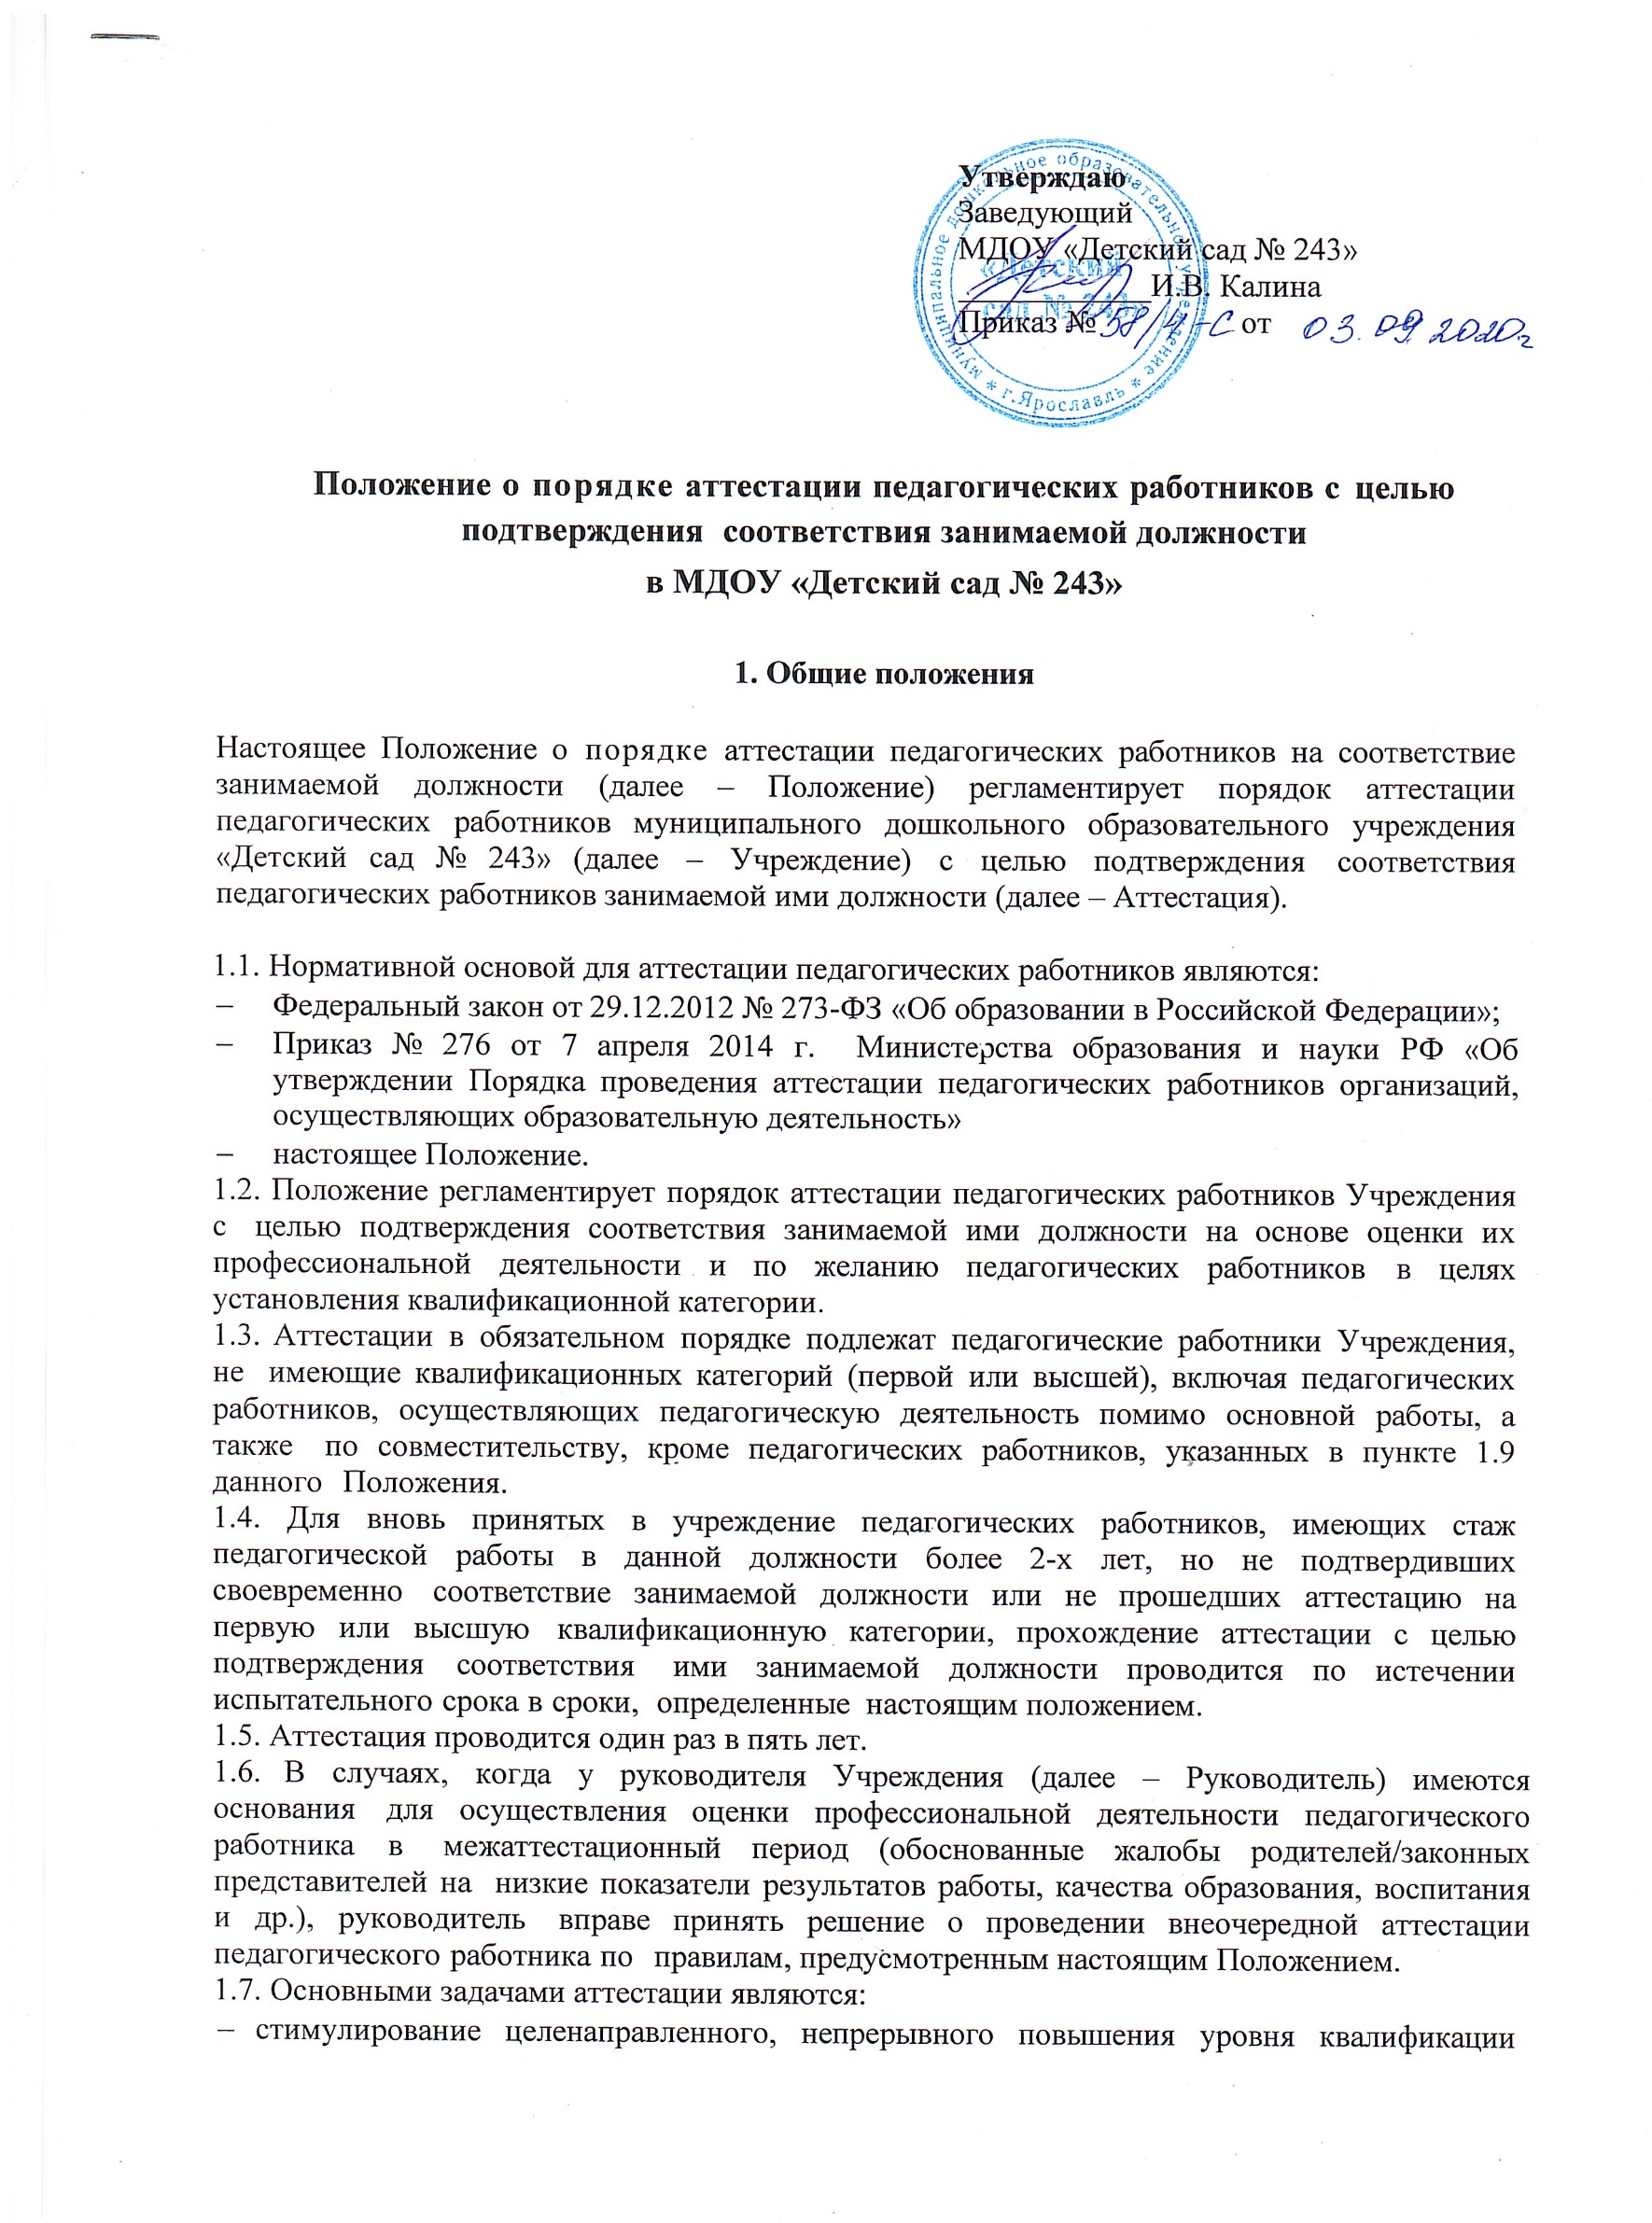 Утверждаю
Заведующий
МДОУ «Детский сад № 243»
И.В. Калина
Приказ № 58/4-С от 03.09.2020г
муниципальное дошкольное образовательное учреждение * г.Ярославль *
«Детский
сад № 243»
Положение о порядке аттестации педагогических работников с целью
подтверждения соответствия занимаемой должности
в МДОУ «Детский сад № 243»
1. Общие положения
Настоящее Положение о порядке аттестации педагогических работников на соответствие
занимаемой должности (далее – Положение) регламентирует порядок аттестации
педагогических работников муниципального дошкольного образовательного учреждения
«Детский сад № 243» (далее – Учреждение) с целью подтверждения соответствия
педагогических работников занимаемой ими должности (далее – Аттестация).
1.1. Нормативной основой для аттестации педагогических работников являются:
– Федеральный закон от 29.12.2012 № 273-ФЗ «Об образовании в Российской Федерации»;
– Приказ № 276 от 7 апреля 2014 г. Министерства образования и науки РФ «Об
утверждении Порядка проведения аттестации педагогических работников организаций,
осуществляющих образовательную деятельность»
– настоящее Положение.
1.2. Положение регламентирует порядок аттестации педагогических работников Учреждения
с целью подтверждения соответствия занимаемой ими должности на основе оценки их
профессиональной деятельности и по желанию педагогических работников в целях
установления квалификационной категории.
1.3. Аттестации в обязательном порядке подлежат педагогические работники Учреждения,
не имеющие квалификационных категорий (первой или высшей), включая педагогических
работников, осуществляющих педагогическую деятельность помимо основной работы, а
также по совместительству, кроме педагогических работников, указанных в пункте 1.9
данного Положения.
1.4. Для вновь принятых в учреждение педагогических работников, имеющих стаж
педагогической работы в данной должности более 2-х лет, но не подтвердивших
своевременно соответствие занимаемой должности или не прошедших аттестацию на
первую или высшую квалификационную категории, прохождение аттестации с целью
подтверждения соответствия ими занимаемой должности проводится по истечении
испытательного срока в сроки, определенные настоящим положением.
1.5. Аттестация проводится один раз в пять лет.
1.6. В случаях, когда у руководителя Учреждения (далее – Руководитель) имеются
основания для осуществления оценки профессиональной деятельности педагогического
работника в межаттестационный период (обоснованные жалобы родителей/законных
представителей на низкие показатели результатов работы, качества образования, воспитания
и др.), руководитель вправе принять решение о проведении внеочередной аттестации
педагогического работника по правилам, предусмотренным настоящим Положением.
1.7. Основными задачами аттестации являются:
– стимулирование целенаправленного, непрерывного повышения уровня квалификации